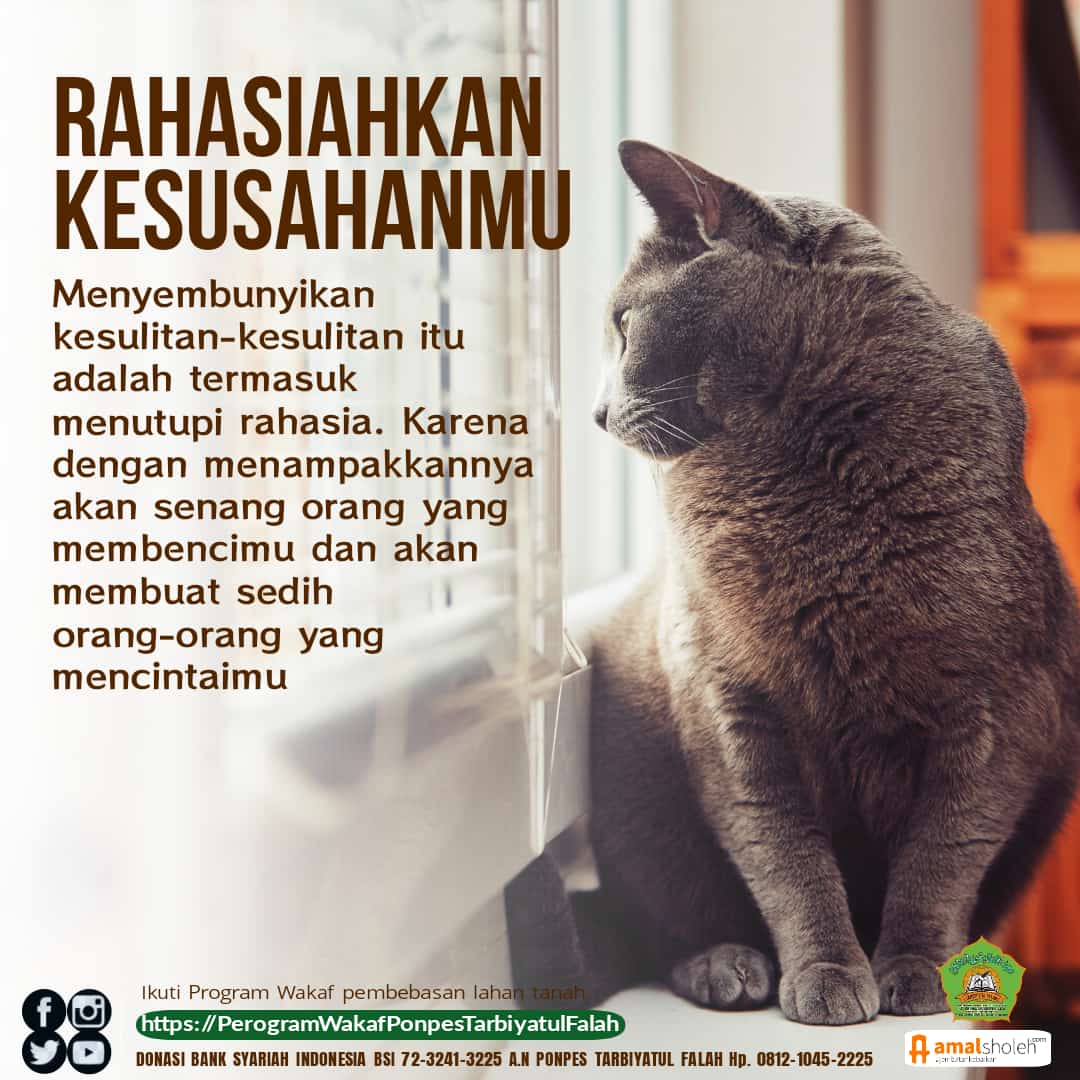 RAHASIAHKAN
KESUSAHANMU
Menyembunyikan
kesulitan-kesulitan itu
adalah termasuk
menutupi rahasia. Karena
dengan menampakkannya
akan senang orang yang
membencimu dan akan
membuat sedih
orang-orang yang
mencintaimu
Ikuti Program Wakaf pembebasan lahan tanah
https://PerogramWakafPonpesTarbiyatulFalah
DONASI BANK SYARIAH INDONESIA BSI 72-3241-3225 A.N PONPES TARBIYATUL FALAH Hp. 0812-1045-2225
amalsholeh.com